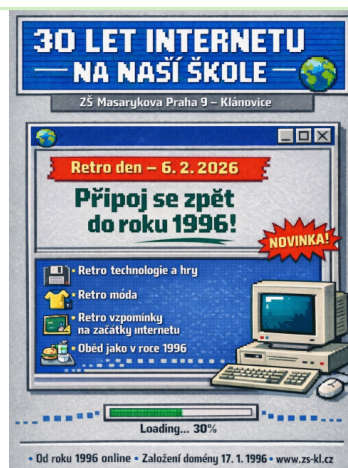 30 LET INTERNETU
NA NAŠÍ ŠKOLE
ZŠ Masarykova Praha 9 – Klánovice
Retro den – 6. 2. 2026
Připoj se zpět
do roku 1996!
NOVINKA!
• Retro technologie a hry
• Retro móda
• Retro vzpomínky
na začátky internetu
• Oběd jako v roce 1996
Loading... 30%
• Od roku 1996 online • Založení domény 17. 1. 1996 • www.zs-kl.cz